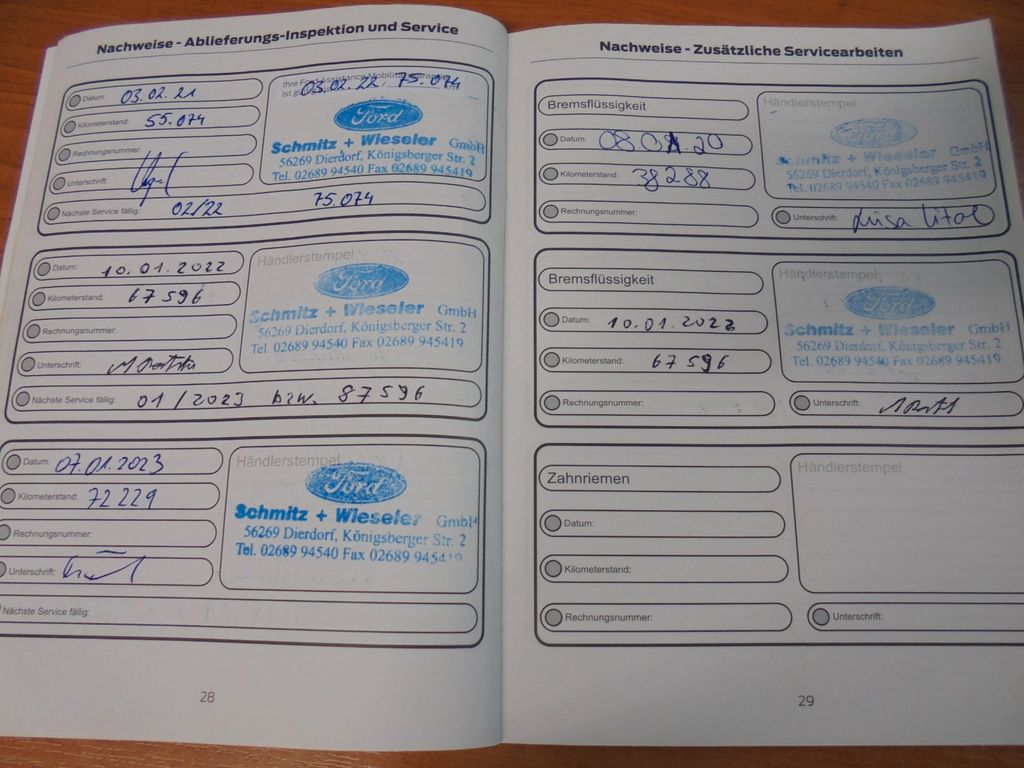 Nachweise - Ablieferungs-Inspektion und Service
Datum: 03.02.21
Kilometerstand: 55.074
Rechnungsnummer:
Unterschrift:
Nächste Service fällig: 02/22 75.074
03.02.22, 75.074
Ford
Schmitz + Wieseler GmbH
56269 Dierdorf, Königsberger Str. 2
Tel. 02689 94540 Fax 02689 945419
Datum: 10.01.2022
Kilometerstand: 67596
Rechnungsnummer:
Unterschrift:
Nächste Service fällig: 01/2023 bzw. 87596
Händlerstempel
Ford
Schmitz + Wieseler GmbH
56269 Dierdorf, Königsberger Str. 2
Tel. 02689 94540 Fax 02689 945419
Datum: 07.01.2023
Kilometerstand: 72229
Rechnungsnummer:
Unterschrift:
Nächste Service fällig:
Händlerstempel
Ford
Schmitz + Wieseler GmbH
56269 Dierdorf, Königsberger Str. 2
Tel. 02689 94540 Fax 02689 945419
28
Nachweise - Zusätzliche Servicearbeiten
Bremsflüssigkeit
Datum: 08.01.20
Kilometerstand: 38288
Rechnungsnummer:
Unterschrift:
Händlerstempel
Ford
Schmitz + Wieseler GmbH
56269 Dierdorf, Königsberger Str. 2
Tel. 02689 94540 Fax 02689 945419
Bremsflüssigkeit
Datum: 10.01.2022
Kilometerstand: 67596
Rechnungsnummer:
Unterschrift:
Händlerstempel
Ford
Schmitz + Wieseler GmbH
56269 Dierdorf, Königsberger Str. 2
Tel. 02689 94540 Fax 02689 945419
Zahnriemen
Datum:
Kilometerstand:
Rechnungsnummer:
Unterschrift:
Händlerstempel
29